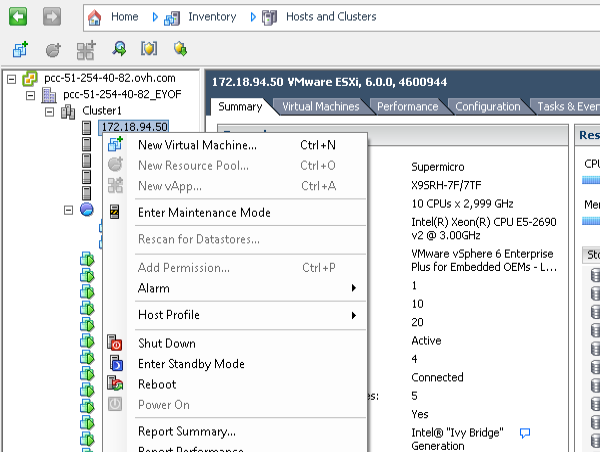 Home Inventory Hosts and Clusters
pcc-51-254-40-82.ovh.com
pcc-51-254-40-82_EYOF
Cluster1
172.18.94.50
172.18.94.50 VMware ESXi, 6.0.0, 4600944
Summary Virtual Machines Performance Configuration Tasks & Even
New Virtual Machine... Ctrl+N
New Resource Pool... Ctrl+O
New vApp... Ctrl+A
Enter Maintenance Mode
Rescan for Datastores...
Add Permission... Ctrl+P
Alarm
Host Profile
Shut Down
Enter Standby Mode
Reboot
Power On
Report Summary...
Report Performance
Supermicro
X9SRH-7F/7TF
10 CPUs x 2,999 GHz
Intel(R) Xeon(R) CPU E5-2690
v2 @ 3.00GHz
VMware vSphere 6 Enterprise
Plus for Embedded OEMs - L...
1
10
20
Active
4
Connected
es: 5
Yes
Intel® "Ivy Bridge"
Generation
Res
CPU
Mem
Sto